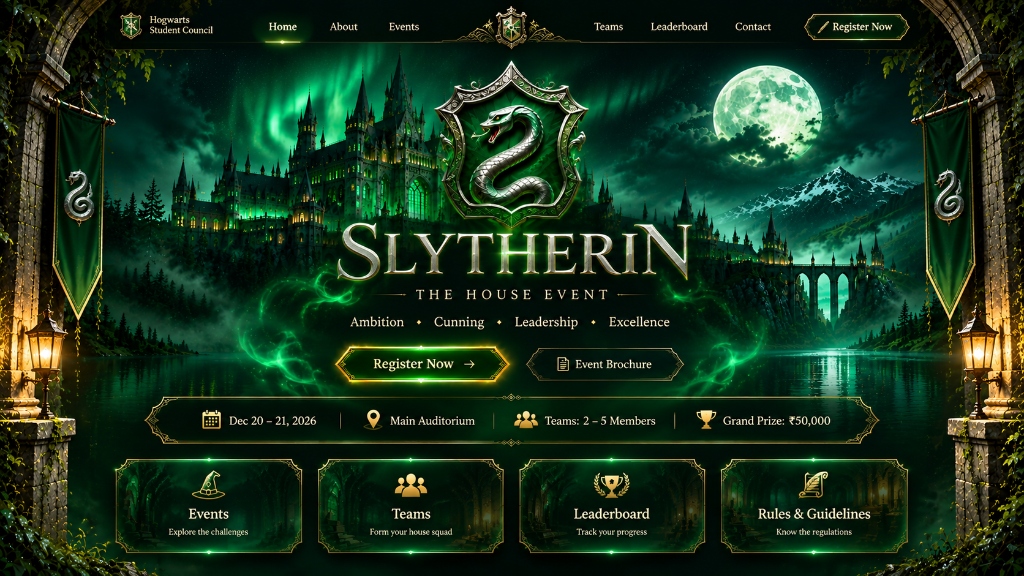 Hogwarts
Student Council
Home
About
Events
Teams
Leaderboard
Contact
Register Now
SLYTHERIN
THE HOUSE EVENT
Ambition • Cunning • Leadership • Excellence
Register Now →
Event Brochure
Dec 20 – 21, 2026
Main Auditorium
Teams: 2 – 5 Members
Grand Prize: ₹50,000
Events
Explore the challenges
Teams
Form your house squad
Leaderboard
Track your progress
Rules & Guidelines
Know the regulations